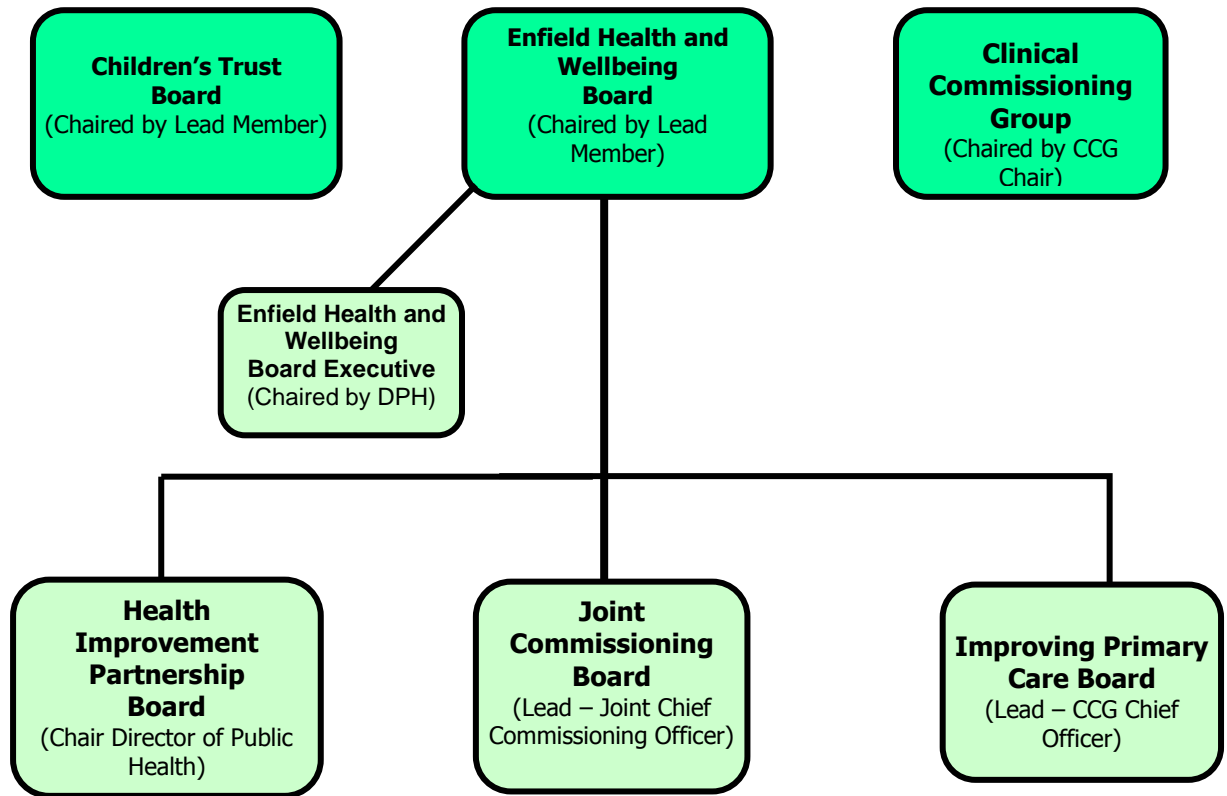 Children’s Trust
Board
(Chaired by Lead Member)
Enfield Health and
Wellbeing
Board
(Chaired by Lead
Member)
Clinical
Commissioning
Group
(Chaired by CCG
Chair)
Enfield Health and
Wellbeing
Board Executive
(Chaired by DPH)
Health
Improvement
Partnership
Board
(Chair Director of Public
Health)
Joint
Commissioning
Board
(Lead – Joint Chief
Commissioning Officer)
Improving Primary
Care Board
(Lead – CCG Chief
Officer)